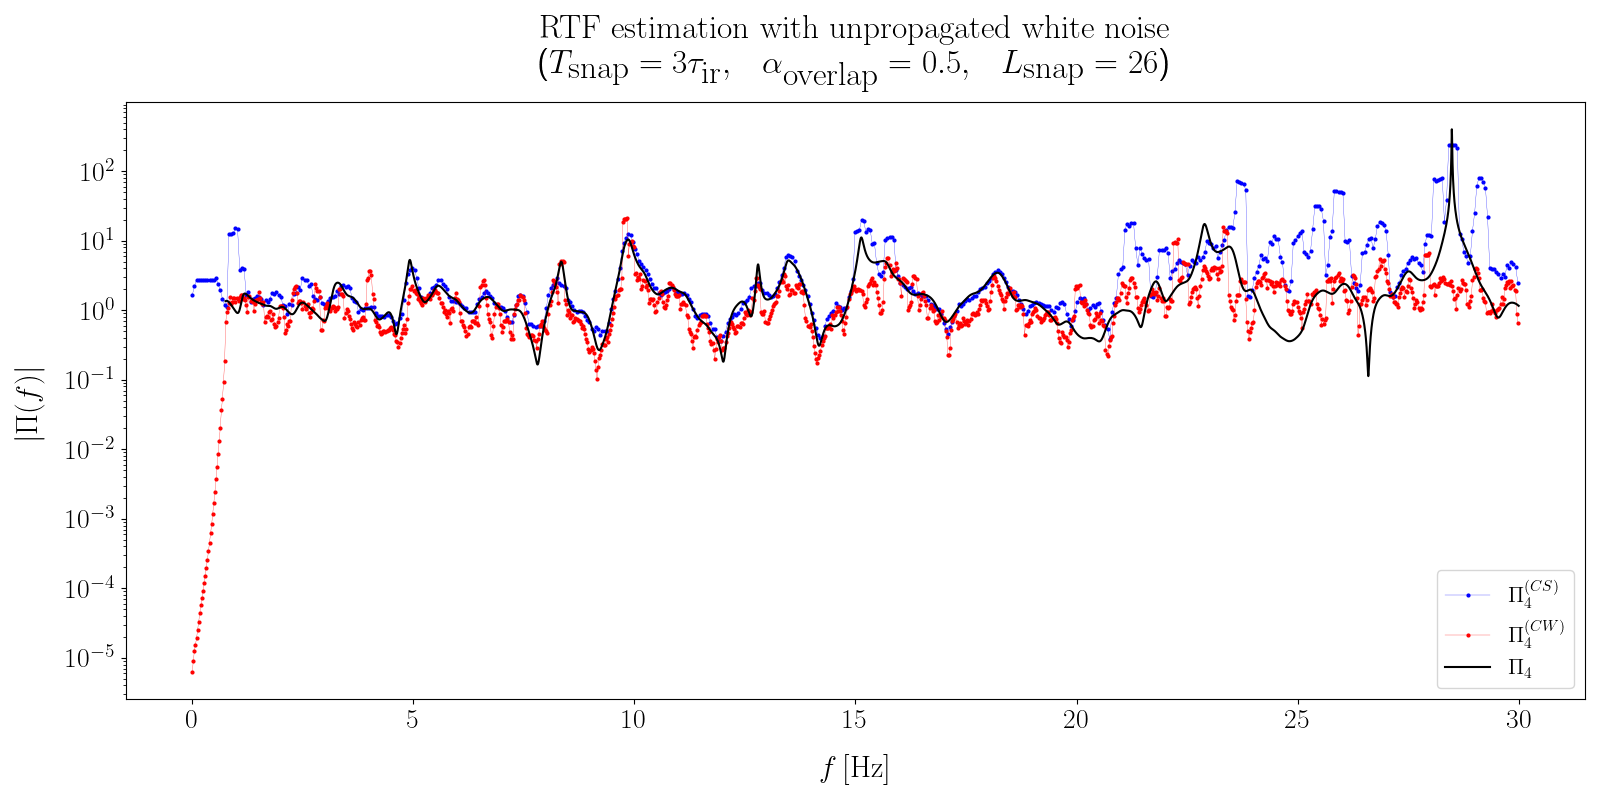 RTF estimation with unpropagated white noise
(T_snap = 3τ_ir, α_overlap = 0.5, L_snap = 26)
|Π(f)|
10^2
10^1
10^0
10^-1
10^-2
10^-3
10^-4
10^-5
Π_4^(CS)
Π_4^(CW)
Π_4
0 5 10 15 20 25 30
f [Hz]